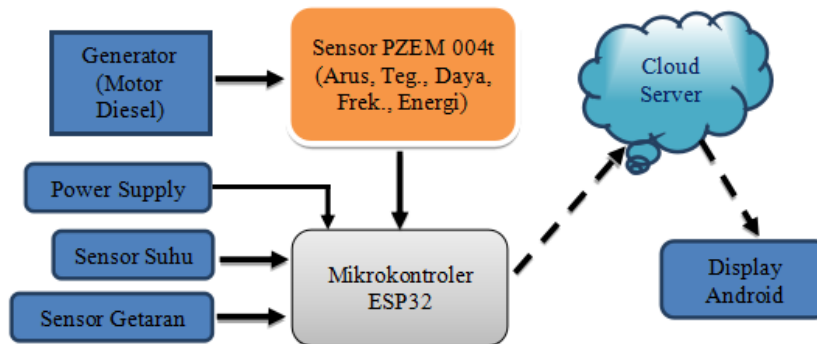 Generator
(Motor
Diesel)
Sensor PZEM 004t
(Arus, Teg., Daya,
Frek., Energi)
Cloud
Server
Power Supply
Sensor Suhu
Sensor Getaran
Mikrokontroler
ESP32
Display
Android